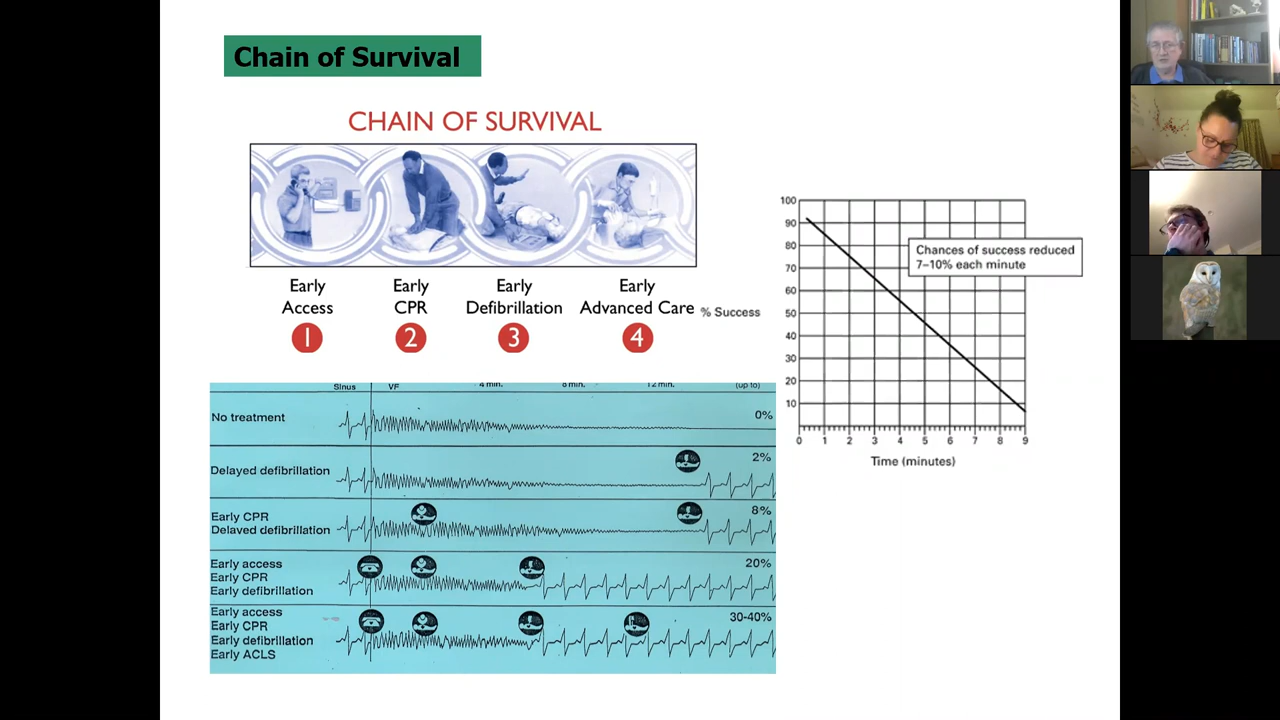 Chain of Survival
CHAIN OF SURVIVAL
Early
Access
1
Early
CPR
2
Early
Defibrillation
3
Early
Advanced Care
4
% Success
100
90
80
70
60
50
40
30
20
10
Chances of success reduced
7–10% each minute
0 1 2 3 4 5 6 7 8 9
Time (minutes)
Sinus VF 4 min. 8 min. 12 min. (up to)
No treatment 0%
Delayed defibrillation 2%
Early CPR 8%
Delayed defibrillation
Early access 20%
Early CPR
Early defibrillation
Early access 30-40%
Early CPR
Early defibrillation
Early ACLS